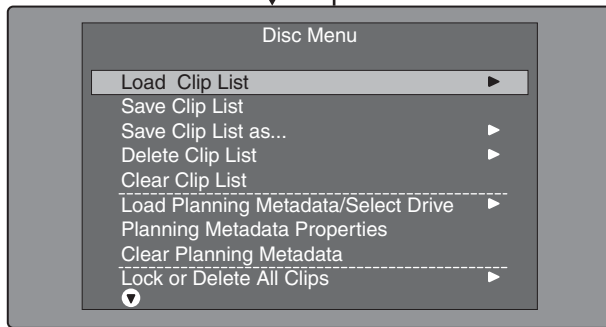 Disc Menu
Load Clip List
Save Clip List
Save Clip List as...
Delete Clip List
Clear Clip List
Load Planning Metadata/Select Drive
Planning Metadata Properties
Clear Planning Metadata
Lock or Delete All Clips